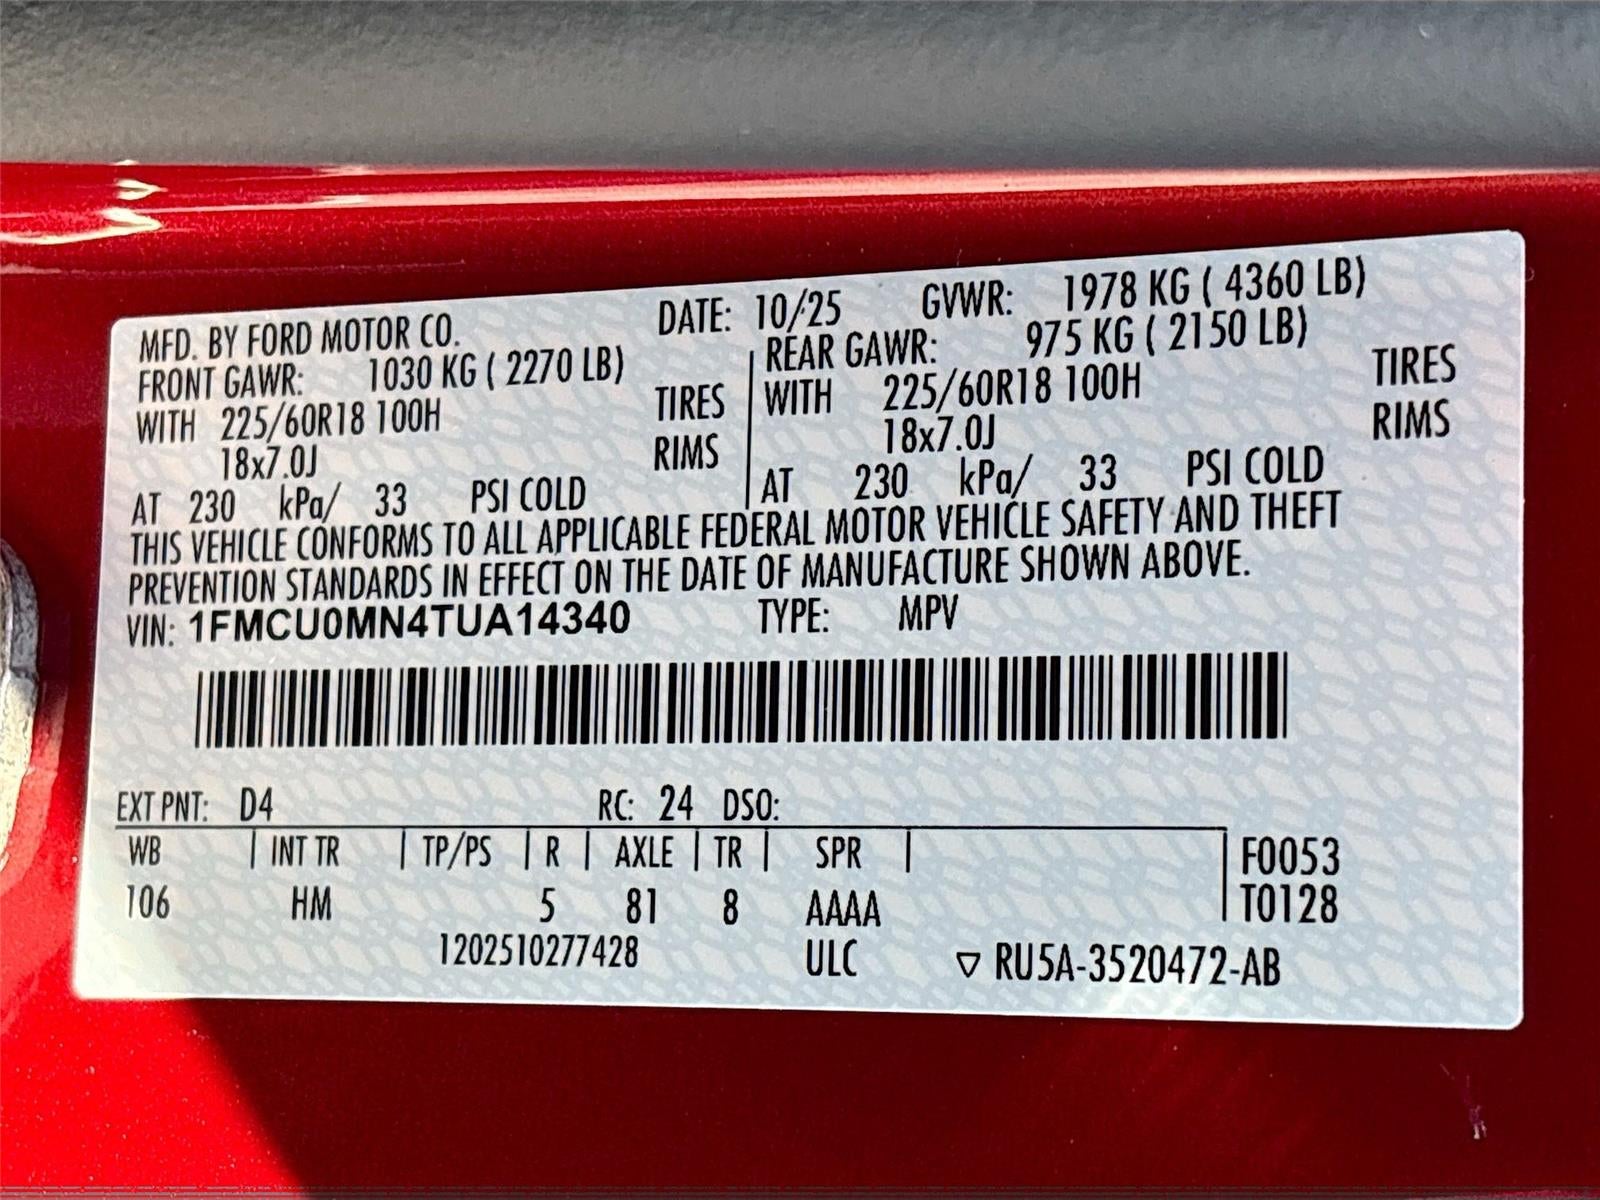 MFD. BY FORD MOTOR CO. DATE: 10/25 GVWR: 1978 KG ( 4360 LB)
FRONT GAWR: 1030 KG ( 2270 LB) REAR GAWR: 975 KG ( 2150 LB)
WITH 225/60R18 100H TIRES WITH 225/60R18 100H TIRES
18x7.0J RIMS 18x7.0J RIMS
AT 230 kPa/ 33 PSI COLD AT 230 kPa/ 33 PSI COLD
THIS VEHICLE CONFORMS TO ALL APPLICABLE FEDERAL MOTOR VEHICLE SAFETY AND THEFT
PREVENTION STANDARDS IN EFFECT ON THE DATE OF MANUFACTURE SHOWN ABOVE.
VIN: 1FMCU0MN4TUA14340 TYPE: MPV
EXT PNT: D4 RC: 24 DSO:
WB | INT TR | TP/PS | R | AXLE | TR | SPR | F0053
106 HM 5 81 8 AAAA T0128
1202510277428 ULC ▽ RU5A-3520472-AB